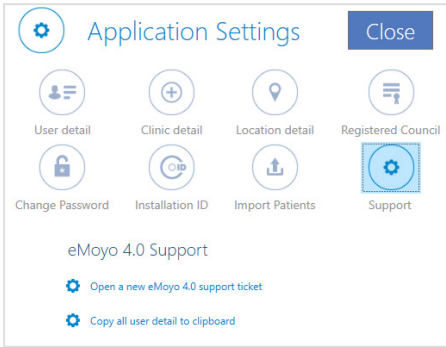 Application Settings
Close
User detail
Clinic detail
Location detail
Registered Council
Change Password
Installation ID
Import Patients
Support
eMoyo 4.0 Support
Open a new eMoyo 4.0 support ticket
Copy all user detail to clipboard